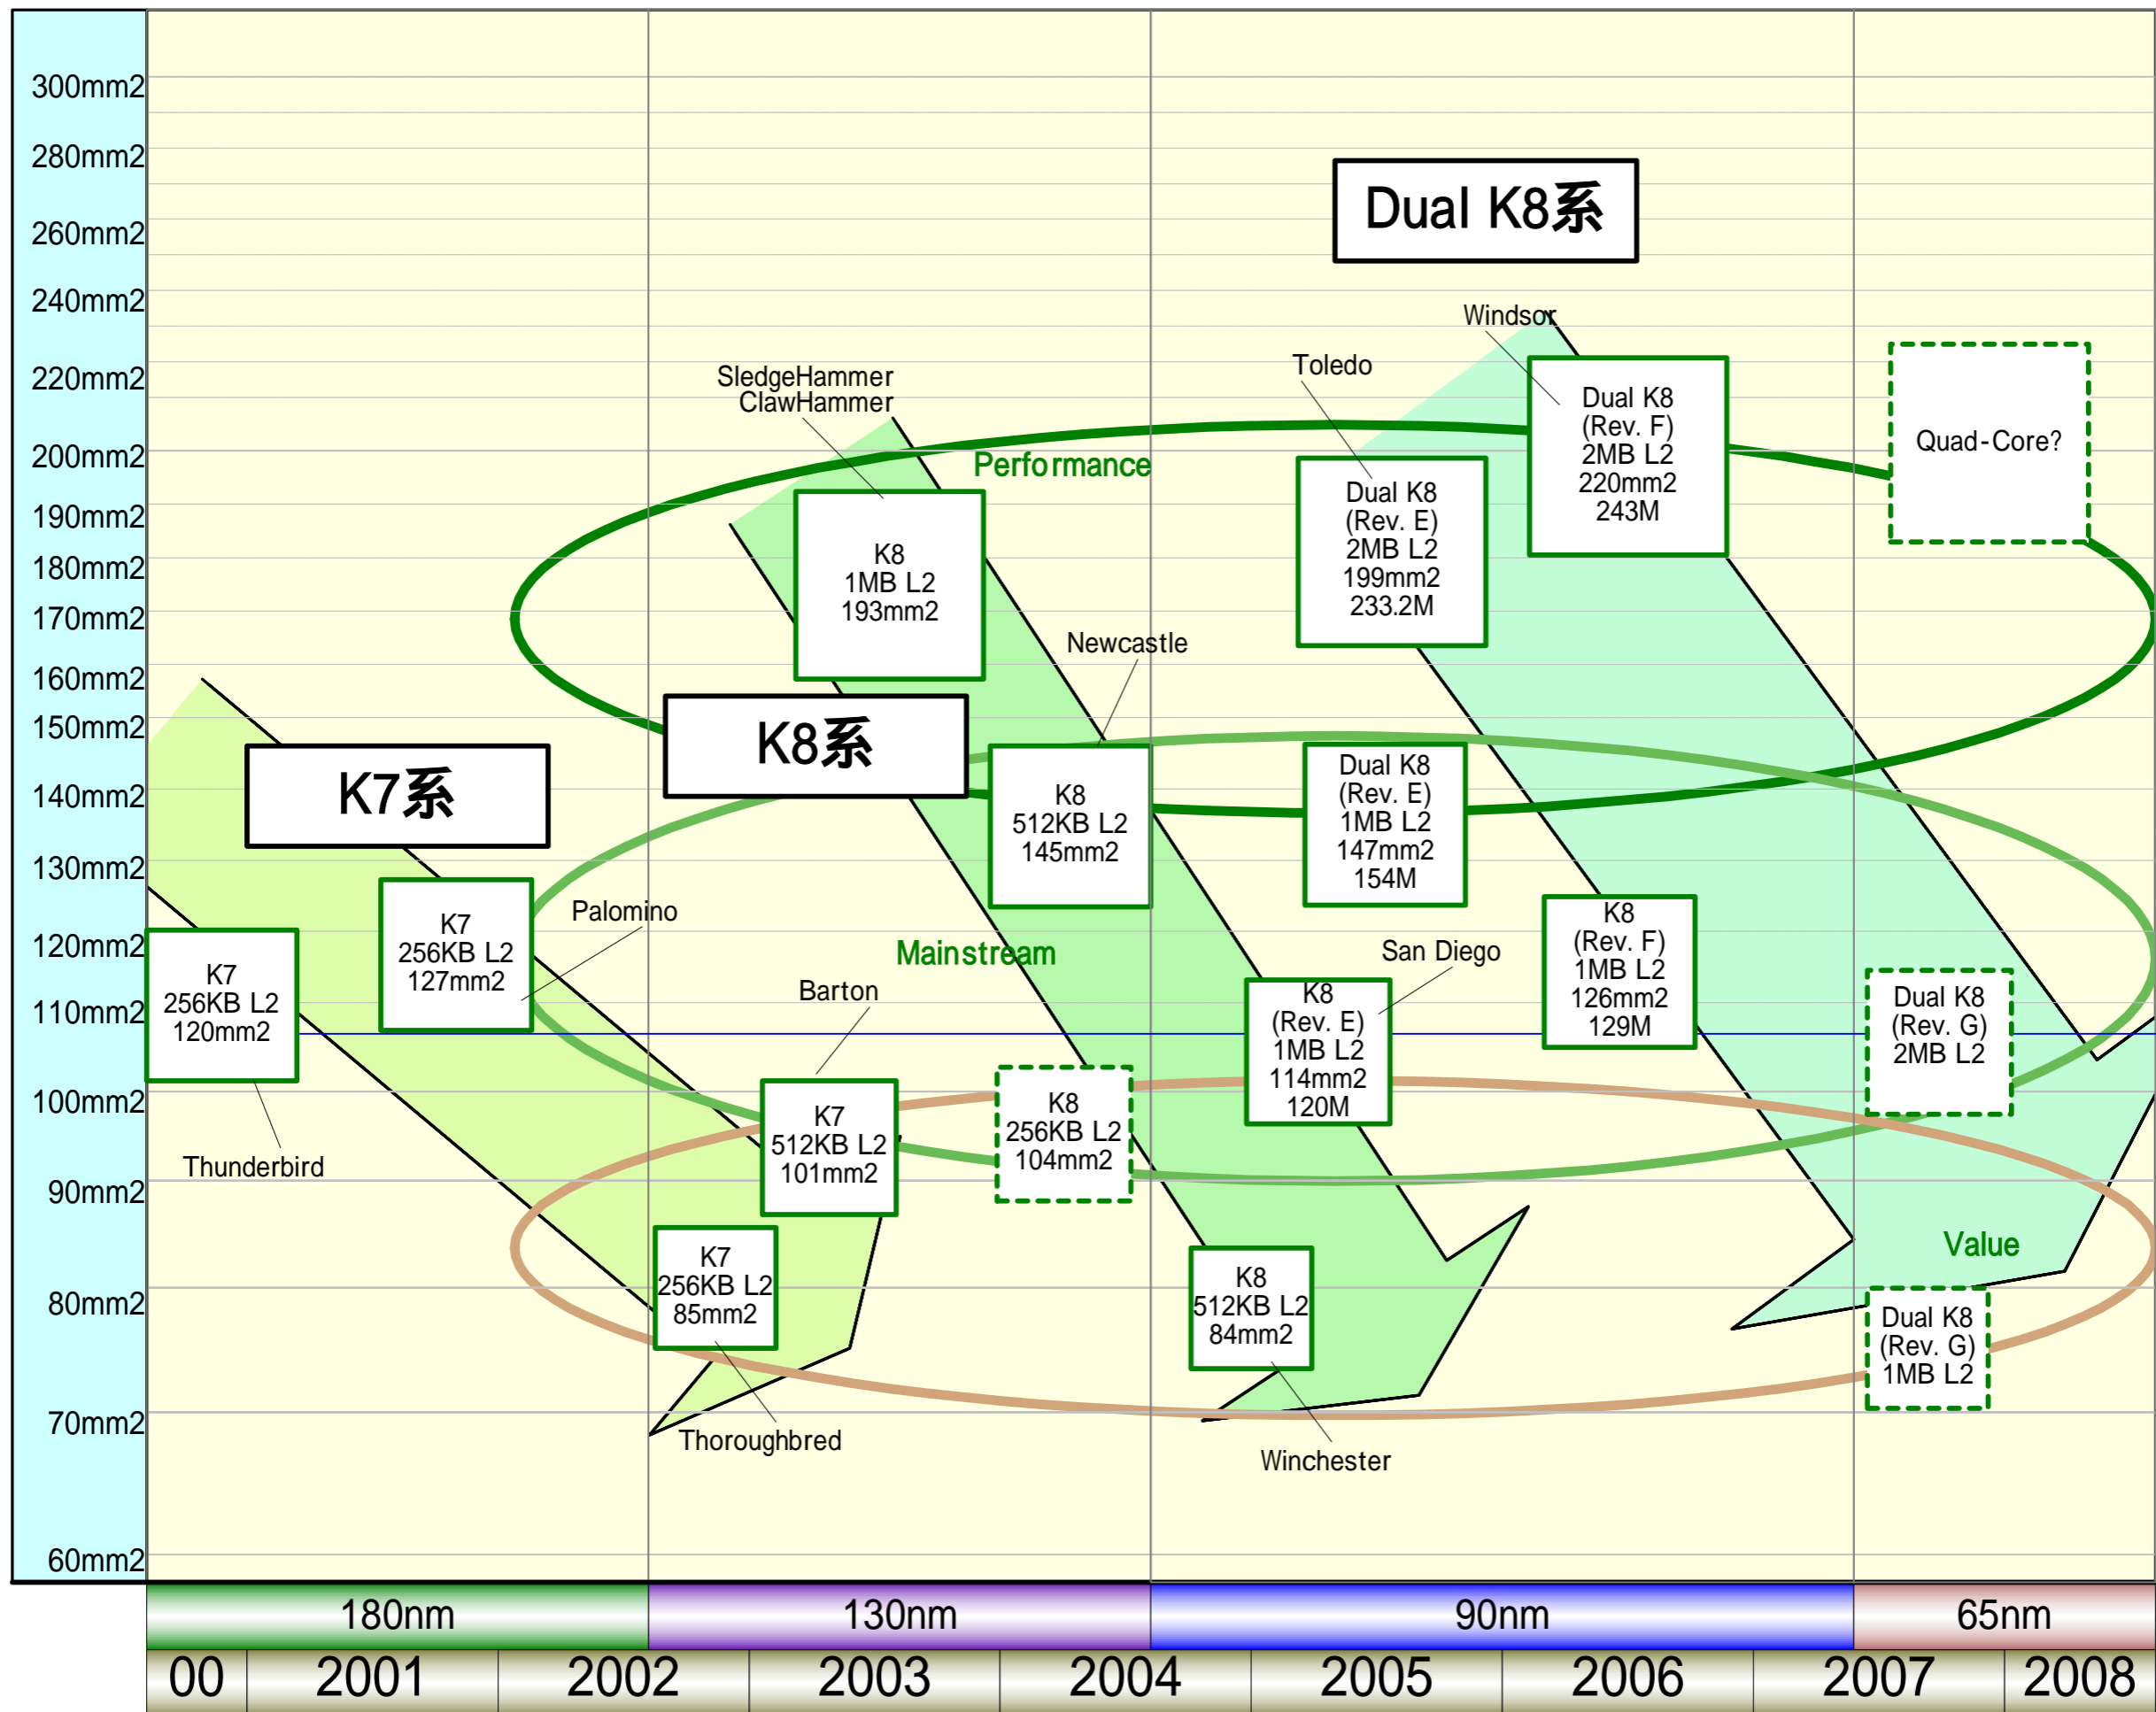 300mm2
280mm2
260mm2
240mm2
220mm2
200mm2
190mm2
180mm2
170mm2
160mm2
150mm2
140mm2
130mm2
120mm2
110mm2
100mm2
90mm2
80mm2
70mm2
60mm2
Dual K8系
Windsor
Toledo
SledgeHammer
ClawHammer
Performance
Dual K8
(Rev. F)
2MB L2
220mm2
243M
Quad-Core?
Dual K8
(Rev. E)
2MB L2
199mm2
233.2M
K8
1MB L2
193mm2
Newcastle
K8系
K7系
K8
512KB L2
145mm2
Dual K8
(Rev. E)
1MB L2
147mm2
154M
K7
256KB L2
127mm2
Palomino
Mainstream
San Diego
K8
(Rev. F)
1MB L2
126mm2
129M
K7
256KB L2
120mm2
Barton
K8
(Rev. E)
1MB L2
114mm2
120M
Dual K8
(Rev. G)
2MB L2
Thunderbird
K7
512KB L2
101mm2
K8
256KB L2
104mm2
Value
K7
256KB L2
85mm2
K8
512KB L2
84mm2
Dual K8
(Rev. G)
1MB L2
Thoroughbred
Winchester
180nm
130nm
90nm
65nm
00
2001
2002
2003
2004
2005
2006
2007
2008